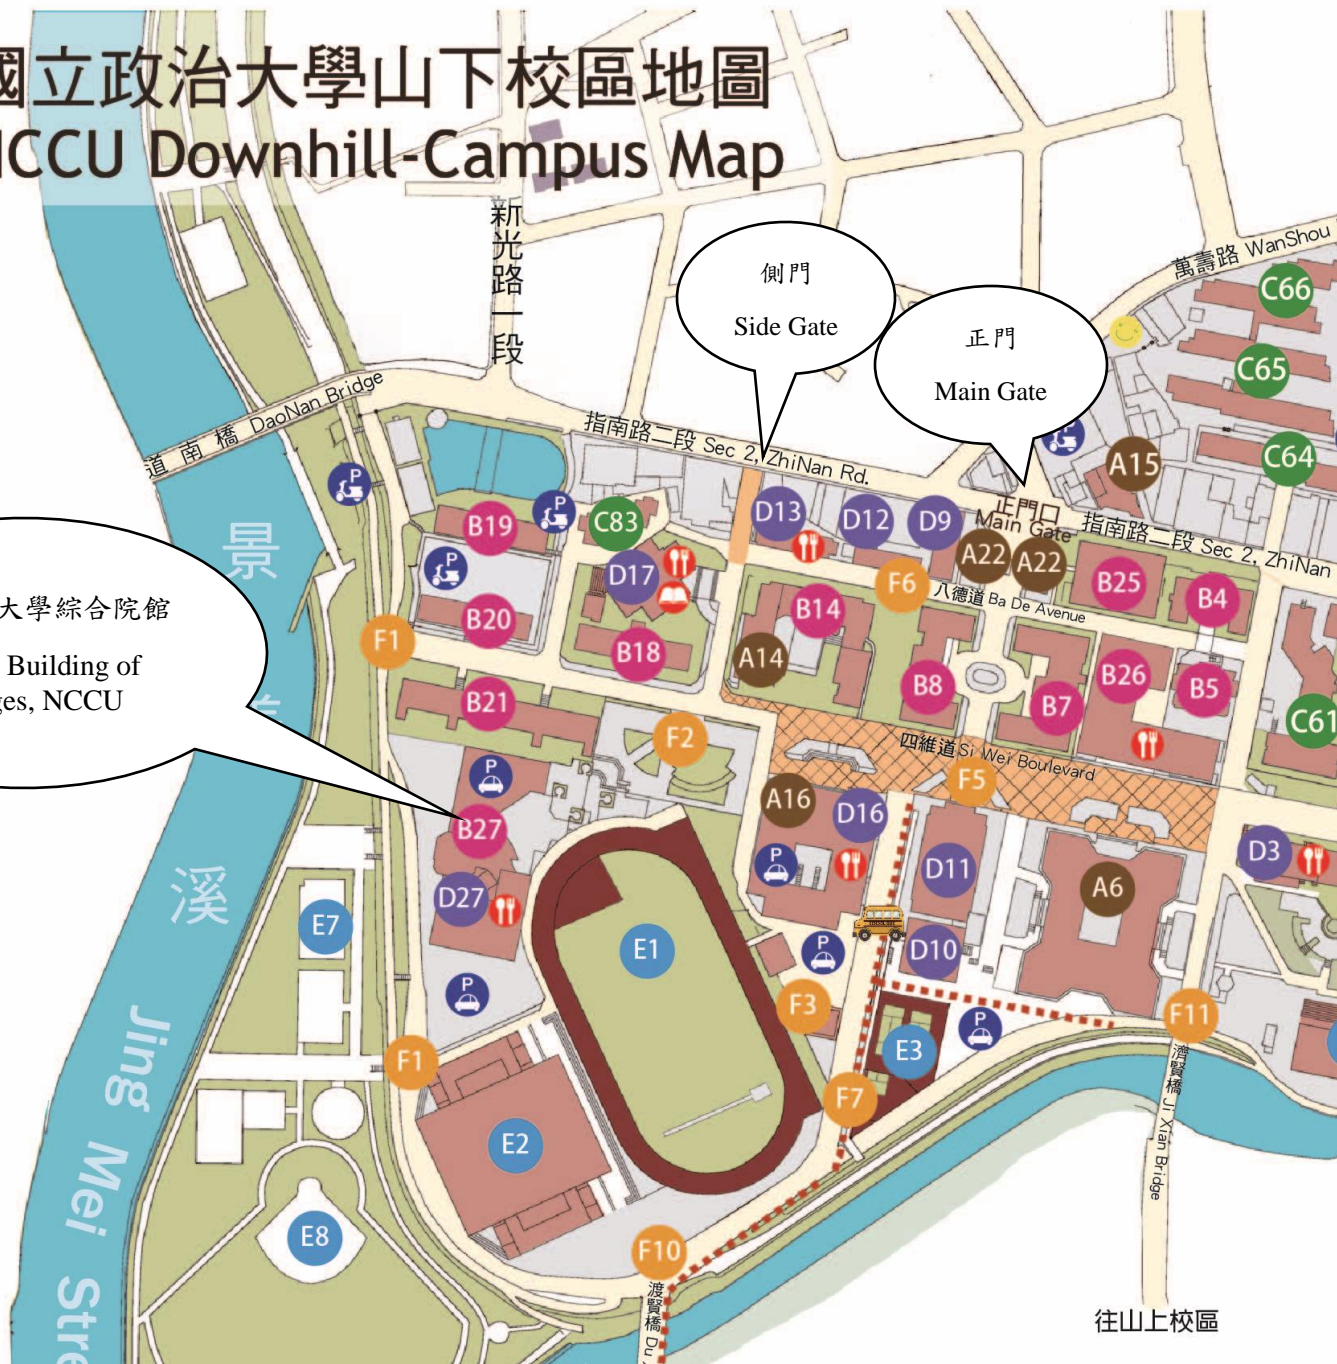 國立政治大學山下校區地圖
NCCU Downhill-Campus Map
新光路一段
側門
Side Gate
正門
Main Gate
萬壽路 WanShou
C66
C65
C64
A15
道南橋 DaoNan Bridge
指南路二段 Sec 2, ZhiNan Rd.
正門口
Main Gate
指南路二段 Sec 2, ZhiNan
P
P
P
B19
C83
D17
D13
D12
D9
A22
A22
B25
B4
F6
八德道 Ba De Avenue
B20
B18
B14
A14
F1
B8
B7
B26
B5
C61
景
大學綜合院館
Building of
ges, NCCU
B21
F2
四維道 Si Wei Boulevard
F5
P
B27
A16
D16
P
D11
A6
D3
D27
P
E7
E1
D10
P
F3
E3
P
F11
溪
F1
F7
E2
E8
F10
濟賢橋 Ji Xian Bridge
渡賢橋 Du
Jing Mei Stre
往山上校區